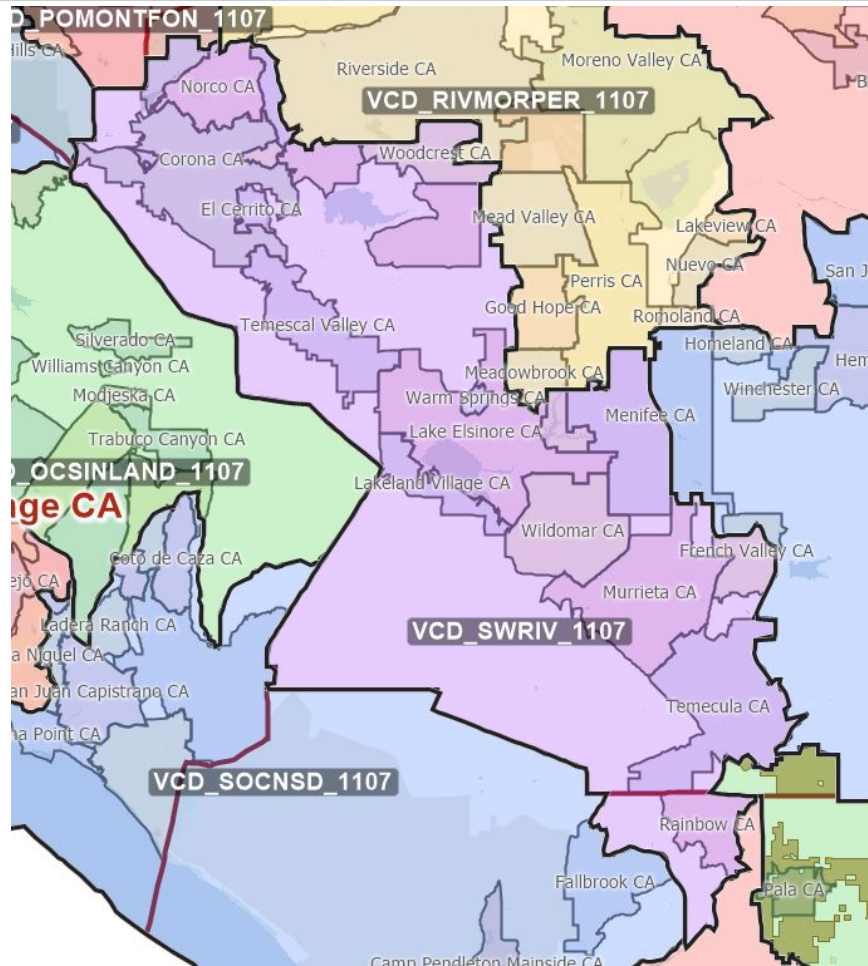 D_POMONTFON_1107
Hills CA
Norco CA
Riverside CA
Moreno Valley CA
VCD_RIVMORPER_1107
Corona CA
Woodcrest CA
El Cerrito CA
Mead Valley CA
Lakeview CA
Nuevo CA
San J
Perris CA
Good Hope CA
Romoland CA
Temescal Valley CA
Silverado CA
Homeland CA
Williams Canyon CA
Hem
Meadowbrook CA
Modjeska CA
Winchester CA
Warm Springs CA
Menifee CA
Lake Elsinore CA
Trabuco Canyon CA
D_OCSINLAND_1107
Lakeland Village CA
nge CA
Wildomar CA
Coto de Caza CA
French Valley CA
ejo CA
Murrieta CA
Ladera Ranch CA
VCD_SWRIV_1107
a Niguel CA
an Juan Capistrano CA
Temecula CA
na Point CA
VCD_SOCNSD_1107
Rainbow CA
Fallbrook CA
Pala CA
Camp Pendleton Mainside CA